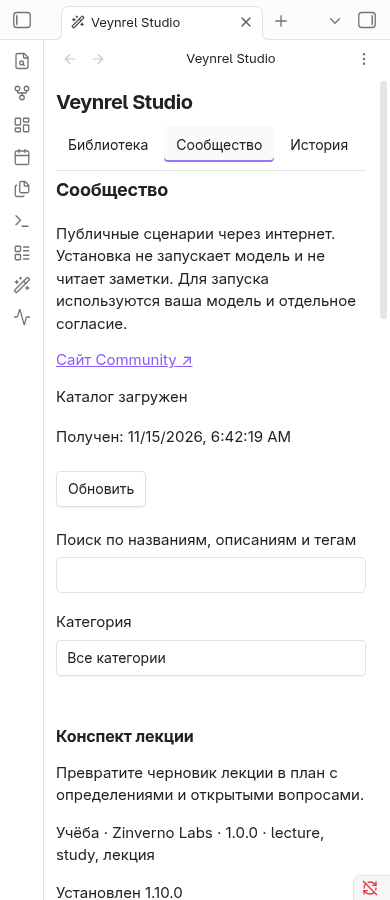 Veynrel Studio
Veynrel Studio
Veynrel Studio
Библиотека
Сообщество
История
Сообщество
Публичные сценарии через интернет.
Установка не запускает модель и не
читает заметки. Для запуска
используются ваша модель и отдельное
согласие.
Сайт Community ↗
Каталог загружен
Получен: 11/15/2026, 6:42:19 AM
Обновить
Поиск по названиям, описаниям и тегам
Категория
Все категории
Конспект лекции
Превратите черновик лекции в план с
определениями и открытыми вопросами.
Учёба · Zinverno Labs · 1.0.0 · lecture,
study, лекция
Установлен 1.10.0